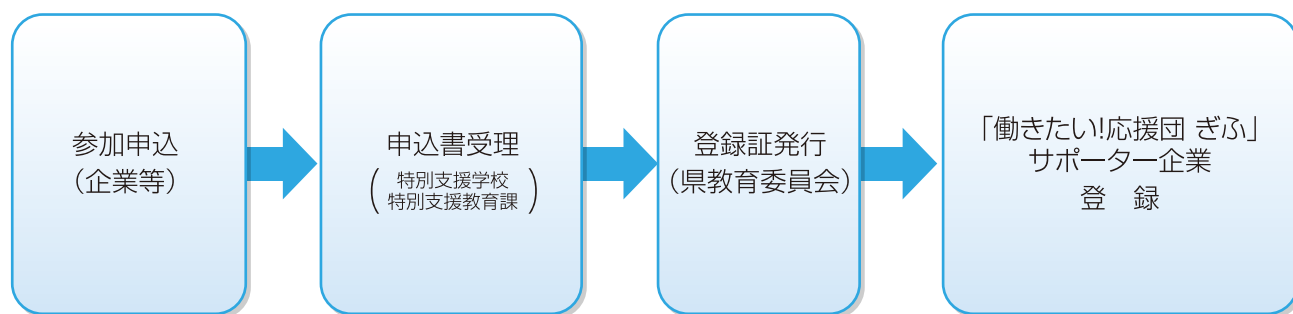 参加申込
（企業等）
申込書受理
（特別支援学校
特別支援教育課）
登録証発行
（県教育委員会）
「働きたい!応援団 ぎふ」
サポーター企業
登　録